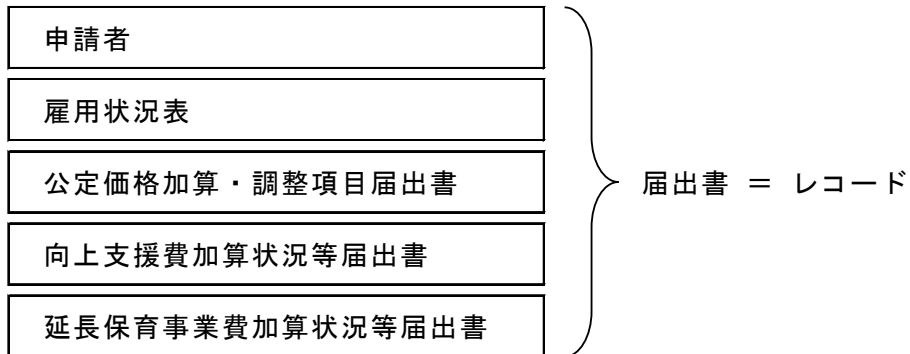 申請者
雇用状況表
公定価格加算・調整項目届出書
届出書 ＝ レコード
向上支援費加算状況等届出書
延長保育事業費加算状況等届出書